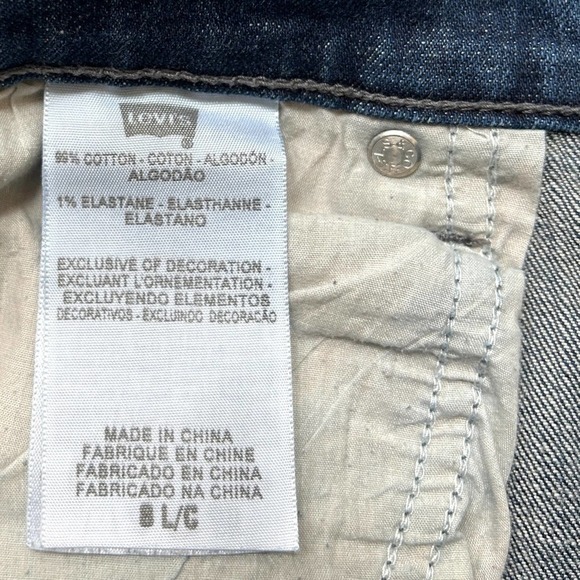 Levi's®
99% COTTON - COTON - ALGODÓN -
ALGODÃO
1% ELASTANE - ELASTHANNE -
ELASTANO
EXCLUSIVE OF DECORATION -
EXCLUANT L'ORNEMENTATION -
EXCLUYENDO ELEMENTOS
DECORATIVOS - EXCLUINDO DECORAÇÃO
MADE IN CHINA
FABRIQUE EN CHINE
FABRICADO EN CHINA
FABRICADO NA CHINA
8 L/C